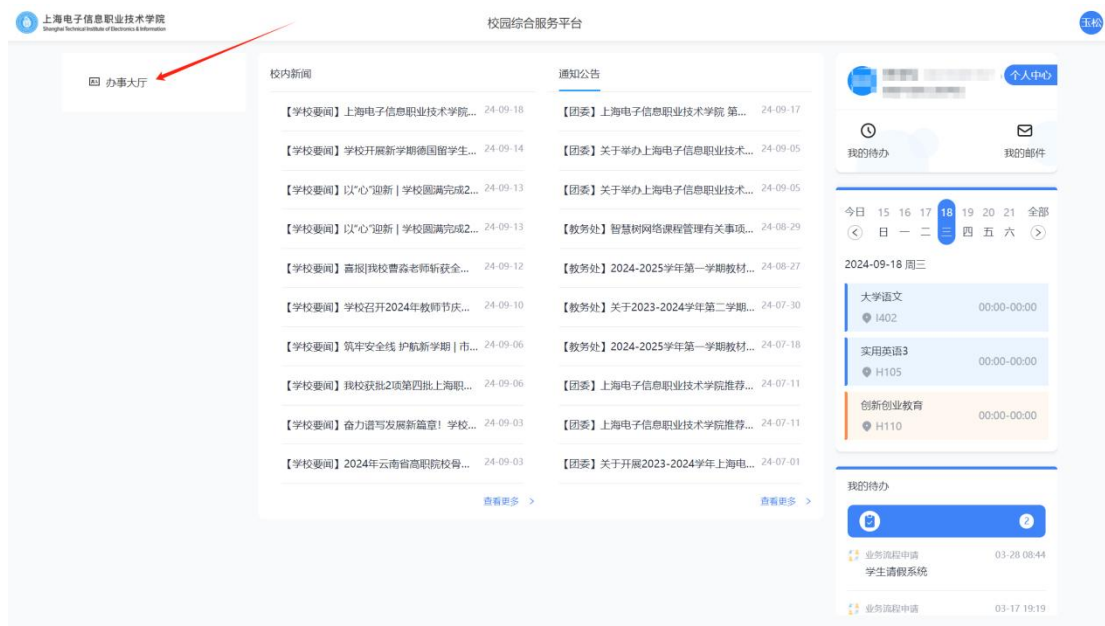 上海电子信息职业技术学院
Shanghai Technical Institute of Electronics & Information
校园综合服务平台
玉松
办事大厅
校内新闻
【学校要闻】上海电子信息职业技术学院... 24-09-18
【学校要闻】学校开展新学期德国留学生... 24-09-14
【学校要闻】以“心”迎新 | 学校圆满完成2... 24-09-13
【学校要闻】以“心”迎新 | 学校圆满完成2... 24-09-13
【学校要闻】喜报|我校曹淼老师斩获全... 24-09-12
【学校要闻】学校召开2024年教师节庆... 24-09-10
【学校要闻】筑牢安全线 护航新学期 | 市... 24-09-06
【学校要闻】我校获批2项第四批上海职... 24-09-06
【学校要闻】奋力谱写发展新篇章！学校... 24-09-03
【学校要闻】2024年云南省高职院校骨... 24-09-03
查看更多 >
通知公告
【团委】上海电子信息职业技术学院 第... 24-09-17
【团委】关于举办上海电子信息职业技术... 24-09-05
【团委】关于举办上海电子信息职业技术... 24-09-05
【教务处】智慧树网络课程管理有关事项... 24-08-29
【教务处】2024-2025学年第一学期教材... 24-08-27
【教务处】关于2023-2024学年第二学期... 24-07-30
【教务处】2024-2025学年第一学期教材... 24-07-18
【团委】上海电子信息职业技术学院推荐... 24-07-11
【团委】上海电子信息职业技术学院推荐... 24-07-11
【团委】关于开展2023-2024学年上海电... 24-07-01
查看更多 >
个人中心
我的待办 我的邮件
今日 15 16 17 18 19 20 21 全部
日 一 二 三 四 五 六
2024-09-18 周三
大学语文
I402
00:00-00:00
实用英语3
H105
00:00-00:00
创新创业教育
H110
00:00-00:00
我的待办
2
业务流程申请 03-28 08:44
学生请假系统
业务流程申请 03-17 19:19